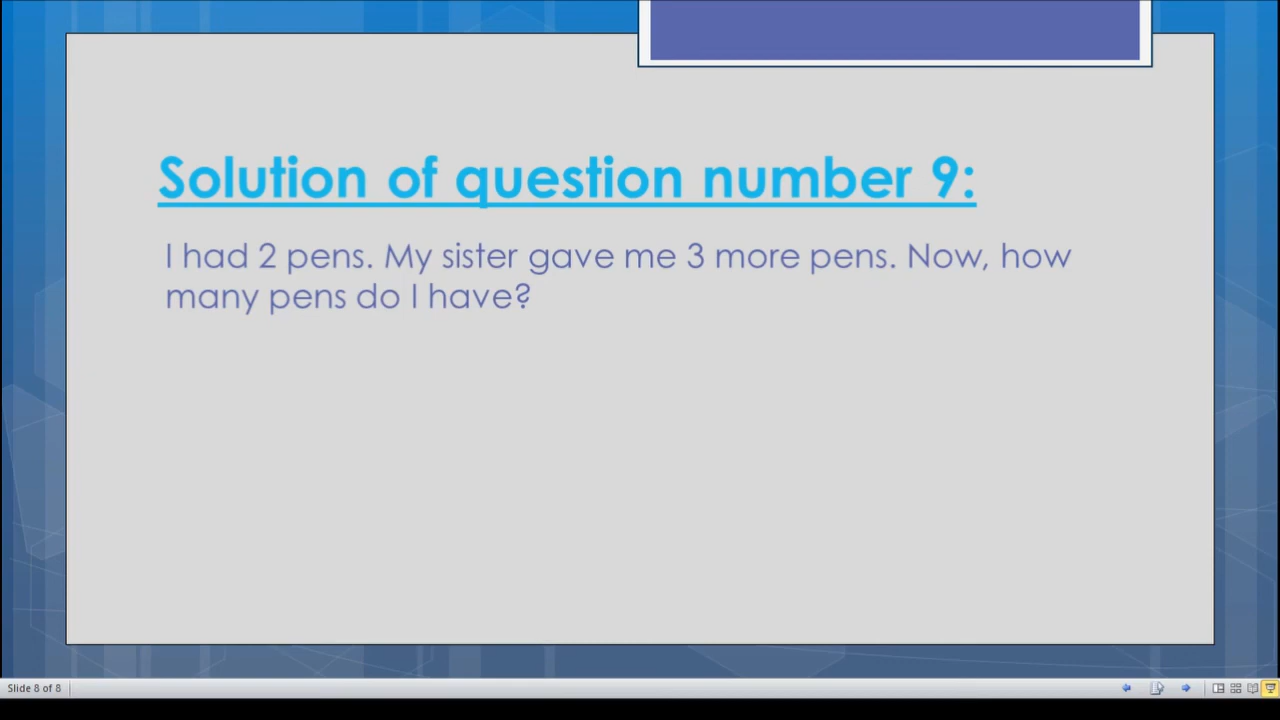 Solution of question number 9:
I had 2 pens. My sister gave me 3 more pens. Now, how
many pens do I have?
Slide 8 of 8